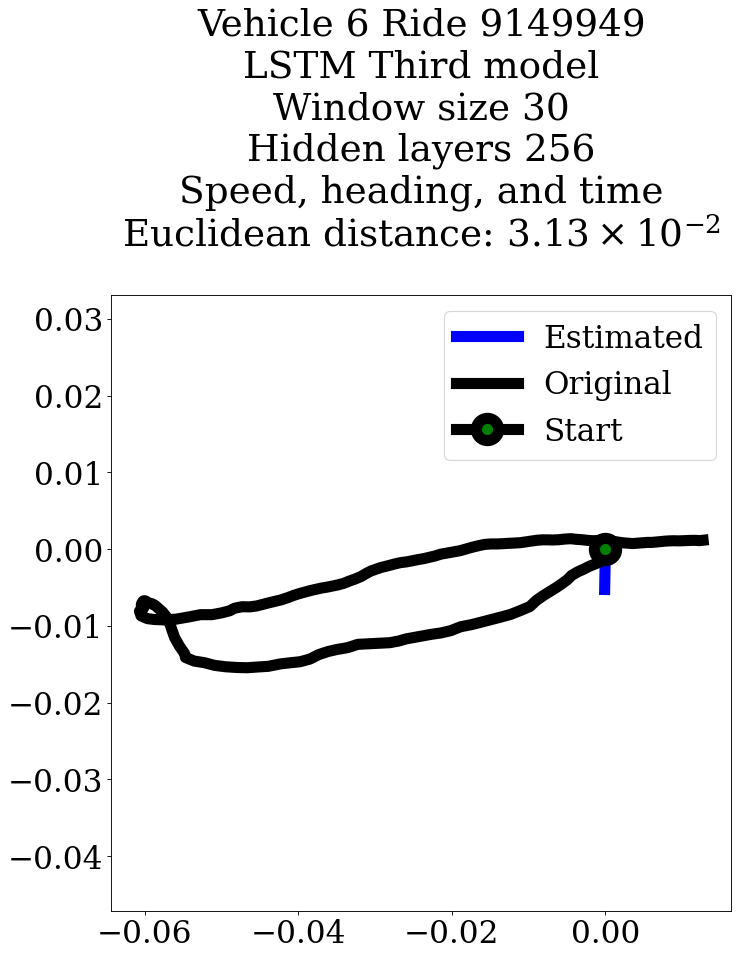 Vehicle 6 Ride 9149949
LSTM Third model
Window size 30
Hidden layers 256
Speed, heading, and time
Euclidean distance: 3.13 × 10⁻²
Estimated
Original
Start
0.03
0.02
0.01
0.00
−0.01
−0.02
−0.03
−0.04
−0.06 −0.04 −0.02 0.00